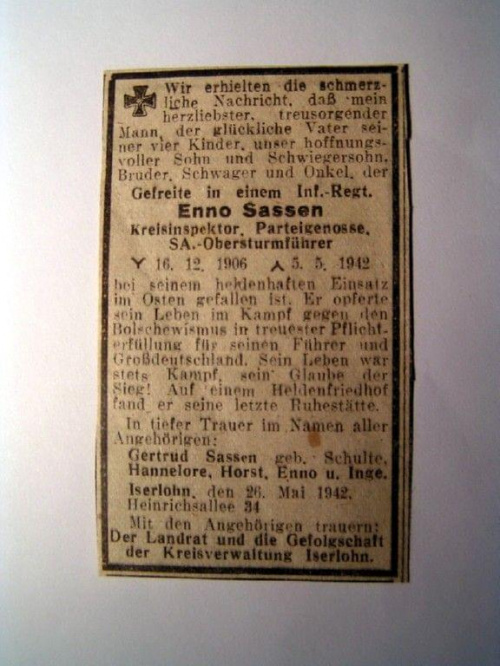 Wir erhielten die schmerz-
liche Nachricht, daß mein
herzliebster, treusorgender
Mann, der glückliche Vater sei-
ner vier Kinder, unser hoffnungs-
voller Sohn und Schwiegersohn,
Bruder, Schwager und Onkel, der
Gefreite in einem Inf.-Regt.
Enno Sassen
Kreisinspektor, Parteigenosse,
SA.-Obersturmführer
16. 12. 1906 5. 5. 1942
bei seinem heldenhaften Einsatz
im Osten gefallen ist. Er opferte
sein Leben im Kampf gegen den
Bolschewismus in treuester Pflicht-
erfüllung für seinen Führer und
Großdeutschland. Sein Leben war
stets Kampf, sein Glaube der
Sieg! Auf einem Heldenfriedhof
fand er seine letzte Ruhestätte.
In tiefer Trauer im Namen aller
Angehörigen:
Gertrud Sassen geb. Schulte,
Hannelore, Horst, Enno u. Inge.
Iserlohn, den 26. Mai 1942.
Heinrichsallee 34
Mit den Angehörigen trauern:
Der Landrat und die Gefolgschaft
der Kreisverwaltung Iserlohn.